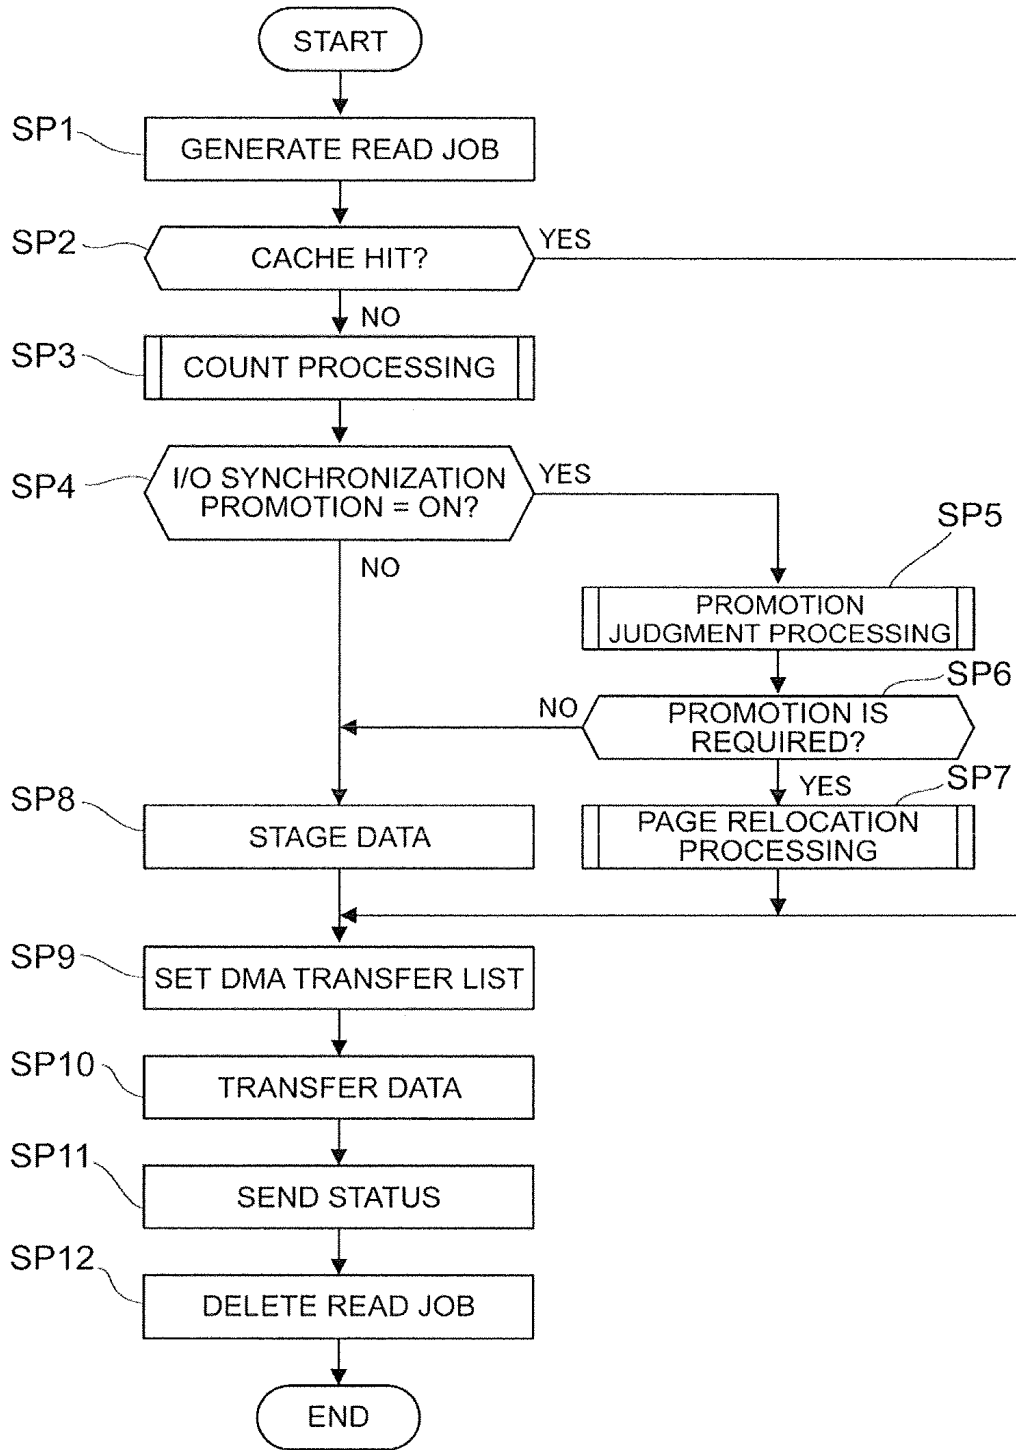 START
SP1
GENERATE READ JOB
SP2
CACHE HIT?
YES
NO
SP3
COUNT PROCESSING
SP4
I/O SYNCHRONIZATION
PROMOTION = ON?
YES
NO
SP5
PROMOTION
JUDGMENT PROCESSING
SP6
PROMOTION IS
REQUIRED?
NO
YES
SP7
PAGE RELOCATION
PROCESSING
SP8
STAGE DATA
SP9
SET DMA TRANSFER LIST
SP10
TRANSFER DATA
SP11
SEND STATUS
SP12
DELETE READ JOB
END